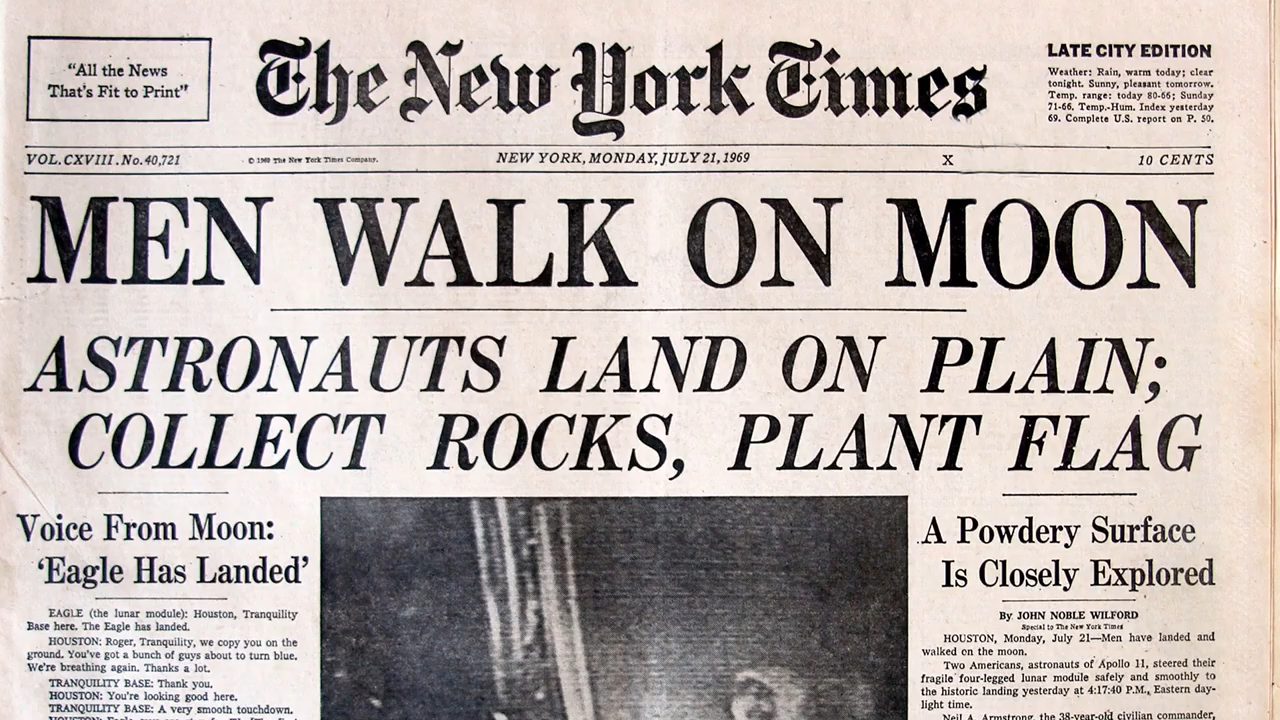 “All the News
That's Fit to Print”
The New York Times
LATE CITY EDITION
Weather: Rain, warm today; clear
tonight. Sunny, pleasant tomorrow.
Temp. range: today 80-66; Sunday
71-66. Temp.-Hum. Index yesterday
69. Complete U.S. report on P. 50.
VOL. CXVIII. No. 40,721
© 1969 The New York Times Company.
NEW YORK, MONDAY, JULY 21, 1969
X
10 CENTS
MEN WALK ON MOON
ASTRONAUTS LAND ON PLAIN;
COLLECT ROCKS, PLANT FLAG
Voice From Moon:
‘Eagle Has Landed’
EAGLE (the lunar module): Houston, Tranquility
Base here. The Eagle has landed.
HOUSTON: Roger, Tranquility, we copy you on the
ground. You've got a bunch of guys about to turn blue.
We're breathing again. Thanks a lot.
TRANQUILITY BASE: Thank you.
HOUSTON: You're looking good here.
TRANQUILITY BASE: A very smooth touchdown.
A Powdery Surface
Is Closely Explored
By JOHN NOBLE WILFORD
Special to The New York Times
HOUSTON, Monday, July 21—Men have landed and
walked on the moon.
Two Americans, astronauts of Apollo 11, steered their
fragile four-legged lunar module safely and smoothly to
the historic landing yesterday at 4:17:40 P.M., Eastern day-
light time.
Neil A. Armstrong, the 38-year-old civilian commander,